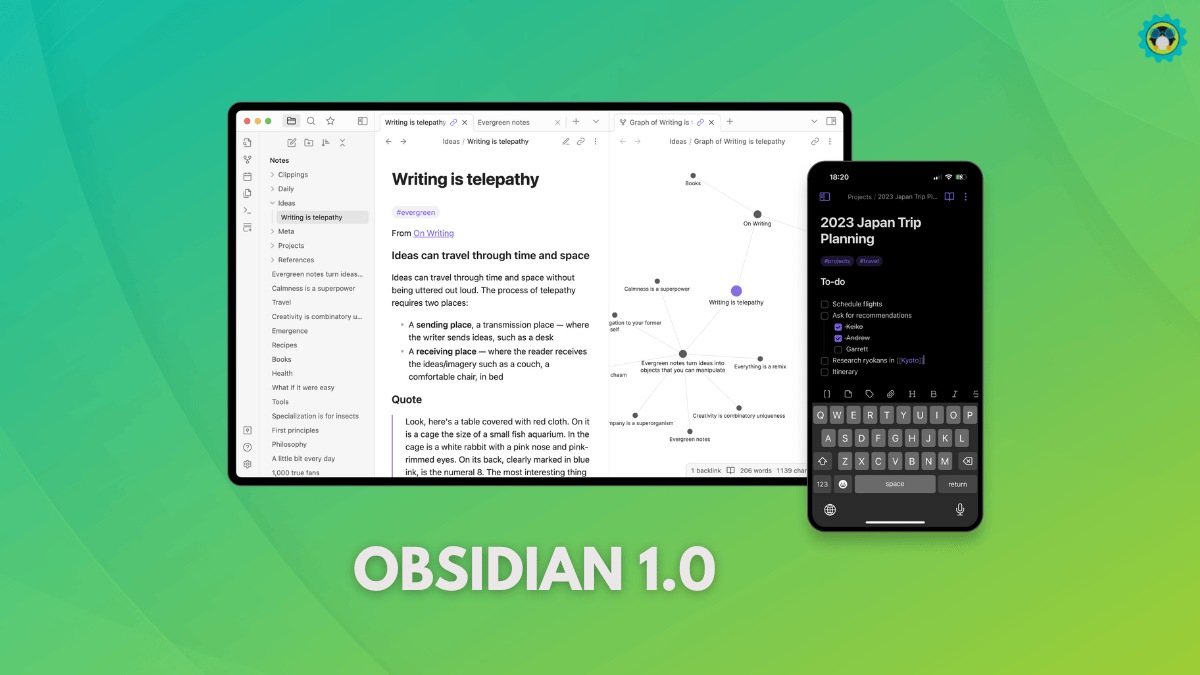 Writing is telepathy
Evergreen notes
Graph of Writing is t
Ideas / Writing is telepathy
Ideas / Graph of Writing is telepathy
Notes
Clippings
Daily
Ideas
Writing is telepathy
Meta
Projects
References
Evergreen notes turn ideas...
Calmness is a superpower
Travel
Creativity is combinatory u...
Emergence
Recipes
Books
Health
What if it were easy
Tools
Specialization is for insects
First principles
Philosophy
A little bit every day
1,000 true fans
Writing is telepathy
#evergreen
From On Writing
Ideas can travel through time and space
Ideas can travel through time and space without
being uttered out loud. The process of telepathy
requires two places:
• A sending place, a transmission place — where
the writer sends ideas, such as a desk
• A receiving place — where the reader receives
the ideas/imagery such as a couch, a
comfortable chair, in bed
Quote
Look, here's a table covered with red cloth. On it
is a cage the size of a small fish aquarium. In the
cage is a white rabbit with a pink nose and pink-
rimmed eyes. On its back, clearly marked in blue
ink, is the numeral 8. The most interesting thing
Books
On Writing
Calmness is a superpower
Writing is telepathy
gation to your former
self
Evergreen notes turn ideas into
objects that you can manipulate
Everything is a remix
chasm
Creativity is combinatory uniqueness
mpany is a superorganism
Evergreen notes
1 backlink
206 words
1139 char
18:20
Projects / 2023 Japan Trip Pl...
2023 Japan Trip
Planning
#projects #travel
To-do
Schedule flights
Ask for recommendations
Keiko
Andrew
Garrett
Research ryokans in [[Kyoto]]
Itinerary
[] H B I S
Q W E R T Y U I O P
A S D F G H J K L
Z X C V B N M
123 space return
OBSIDIAN 1.0